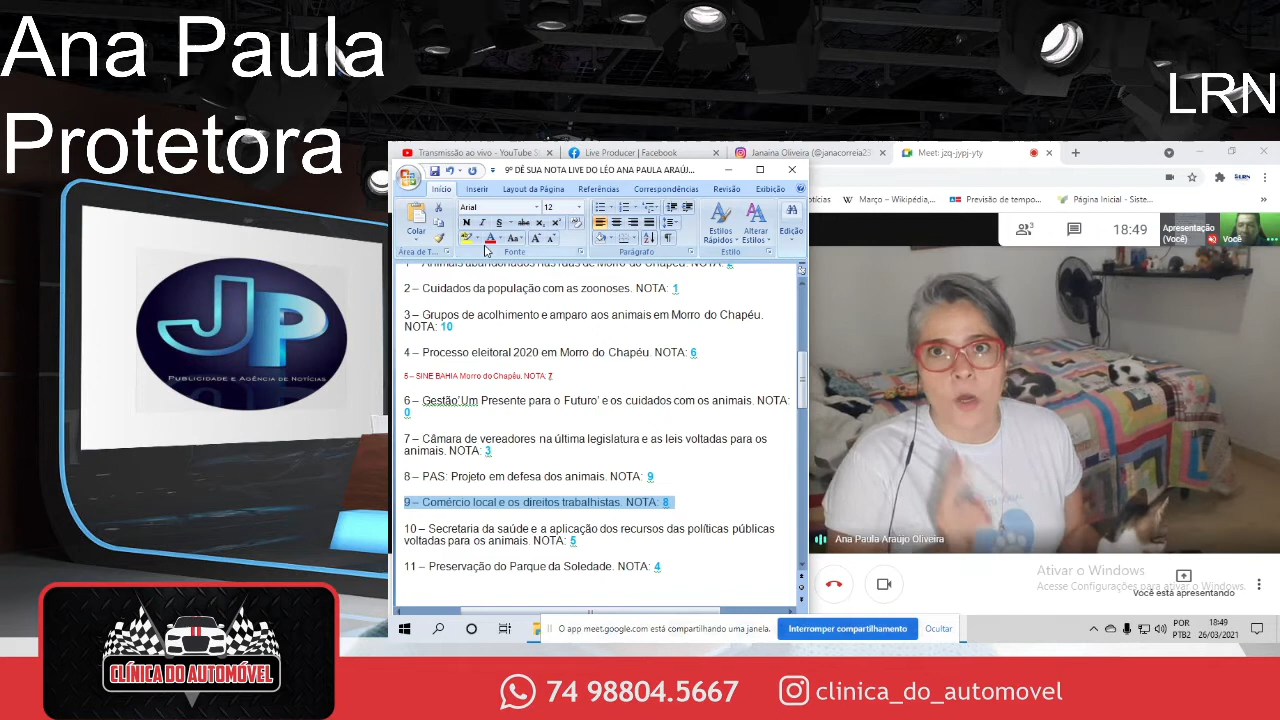 Ana Paula
Protetora
LRN
Transmissão ao vivo - YouTube
Live Producer | Facebook
Janaina Oliveira (@janacorreia23
Meet: jzq-jypj-yty
9º DÊ SUA NOTA LIVE DO LÉO ANA PAULA ARAÚJ...
Início Inserir Layout da Página Referências Correspondências Revisão Exibição
Arial 12
Colar
Estilos Rápidos
Alterar Estilos
Edição
Área de T... Fonte Parágrafo Estilo
Março – Wikipédia,...
Previsão de tempo...
Página Inicial - Siste...
18:49
Apresentação
(Você)
Você
2 – Cuidados da população com as zoonoses. NOTA: 1
3 – Grupos de acolhimento e amparo aos animais em Morro do Chapéu.
NOTA: 10
4 – Processo eleitoral 2020 em Morro do Chapéu. NOTA: 6
5 – SINE BAHIA Morro do Chapéu. NOTA: 7
6 – Gestão'Um Presente para o Futuro' e os cuidados com os animais. NOTA:
0
7 – Câmara de vereadores na última legislatura e as leis voltadas para os
animais. NOTA: 3
8 – PAS: Projeto em defesa dos animais. NOTA: 9
9 – Comércio local e os direitos trabalhistas. NOTA: 8
10 – Secretaria da saúde e a aplicação dos recursos das políticas públicas
voltadas para os animais. NOTA: 5
11 – Preservação do Parque da Soledade. NOTA: 4
JP
PUBLICIDADE E AGÊNCIA DE NOTÍCIAS
Ana Paula Araujo Oliveira
Ativar o Windows
Acesse Configurações para ativar o Windows.
Você está apresentando
O app meet.google.com está compartilhando uma janela.
Interromper compartilhamento
Ocultar
POR
PTB2
18:49
26/03/2021
CLÍNICA DO AUTOMÓVEL
74 98804.5667
clinica_do_automovel